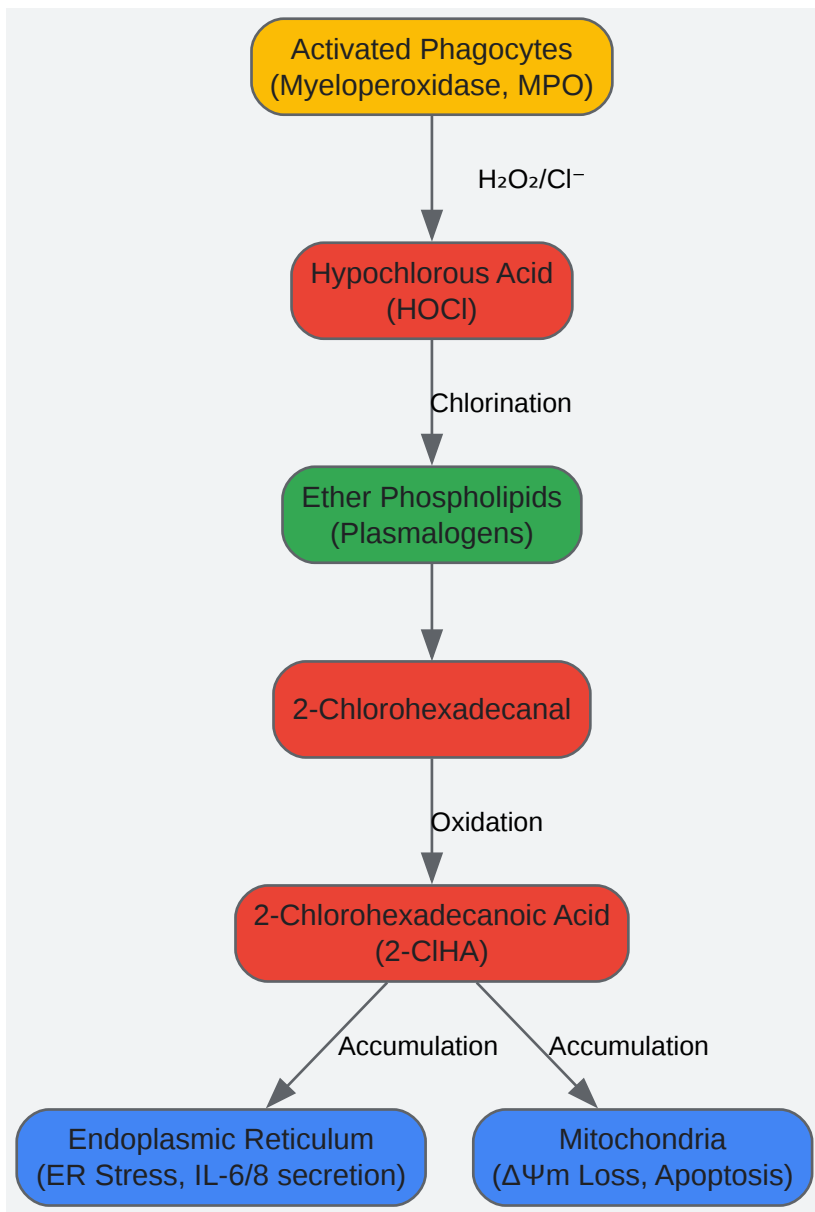 Activated Phagocytes
(Myeloperoxidase, MPO)
H₂O₂/Cl⁻
Hypochlorous Acid
(HOCl)
Chlorination
Ether Phospholipids
(Plasmalogens)
2-Chlorohexadecanal
Oxidation
2-Chlorohexadecanoic Acid
(2-ClHA)
Accumulation
Accumulation
Endoplasmic Reticulum
(ER Stress, IL-6/8 secretion)
Mitochondria
(ΔΨm Loss, Apoptosis)